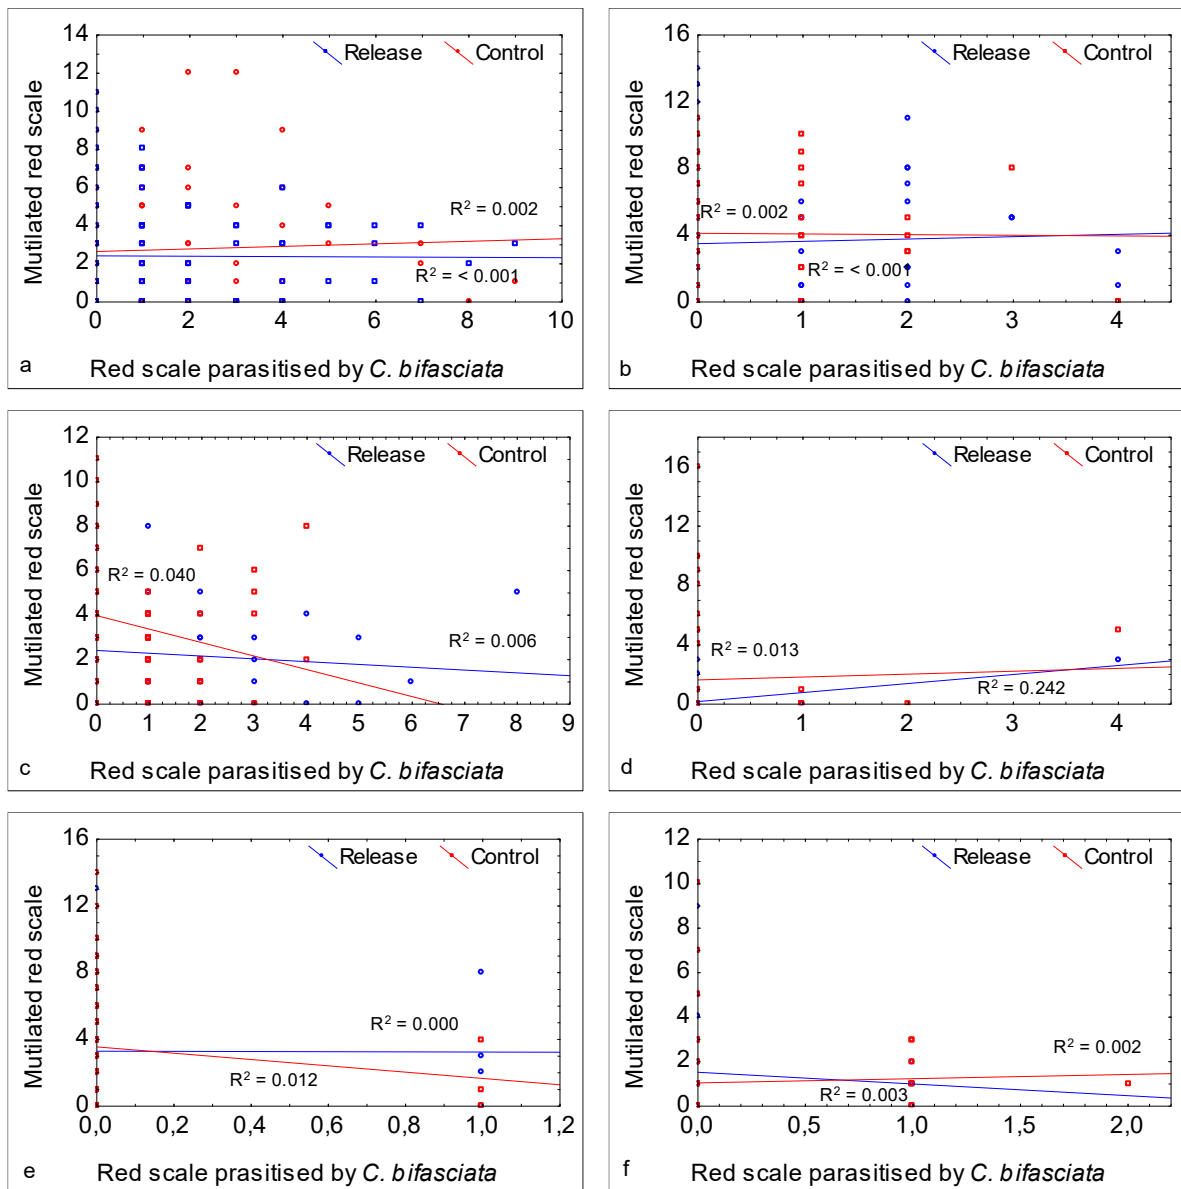 Release Control
14
12
10
8
6
4
2
0
Mutilated red scale
R² = 0.002
R² = < 0.001
0 2 4 6 8 10
a Red scale parasitised by C. bifasciata
Release Control
16
12
8
4
0
Mutilated red scale
R² = 0.002
R² = < 0.001
0 1 2 3 4
b Red scale parasitised by C. bifasciata
Release Control
12
10
8
6
4
2
0
Mutilated red scale
R² = 0.040
R² = 0.006
0 1 2 3 4 5 6 7 8 9
c Red scale parasitised by C. bifasciata
Release Control
16
12
8
4
0
Mutilated red scale
R² = 0.013
R² = 0.242
0 1 2 3 4
d Red scale parasitised by C. bifasciata
Release Control
16
12
8
4
0
Mutilated red scale
R² = 0.000
R² = 0.012
0,0 0,2 0,4 0,6 0,8 1,0 1,2
e Red scale prasitised by C. bifasciata
Release Control
12
10
8
6
4
2
0
Mutilated red scale
R² = 0.002
R² = 0.003
0,0 0,5 1,0 1,5 2,0
f Red scale parasitised by C. bifasciata